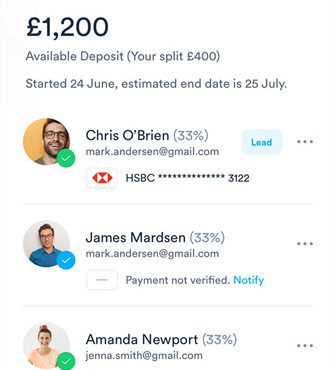 £1,200
Available Deposit (Your split £400)
Started 24 June, estimated end date is 25 July.
Chris O'Brien (33%)
Lead
mark.andersen@gmail.com
HSBC ************** 3122
James Mardsen (33%)
mark.andersen@gmail.com
Payment not verified. Notify
Amanda Newport (33%)
jenna.smith@gmail.com